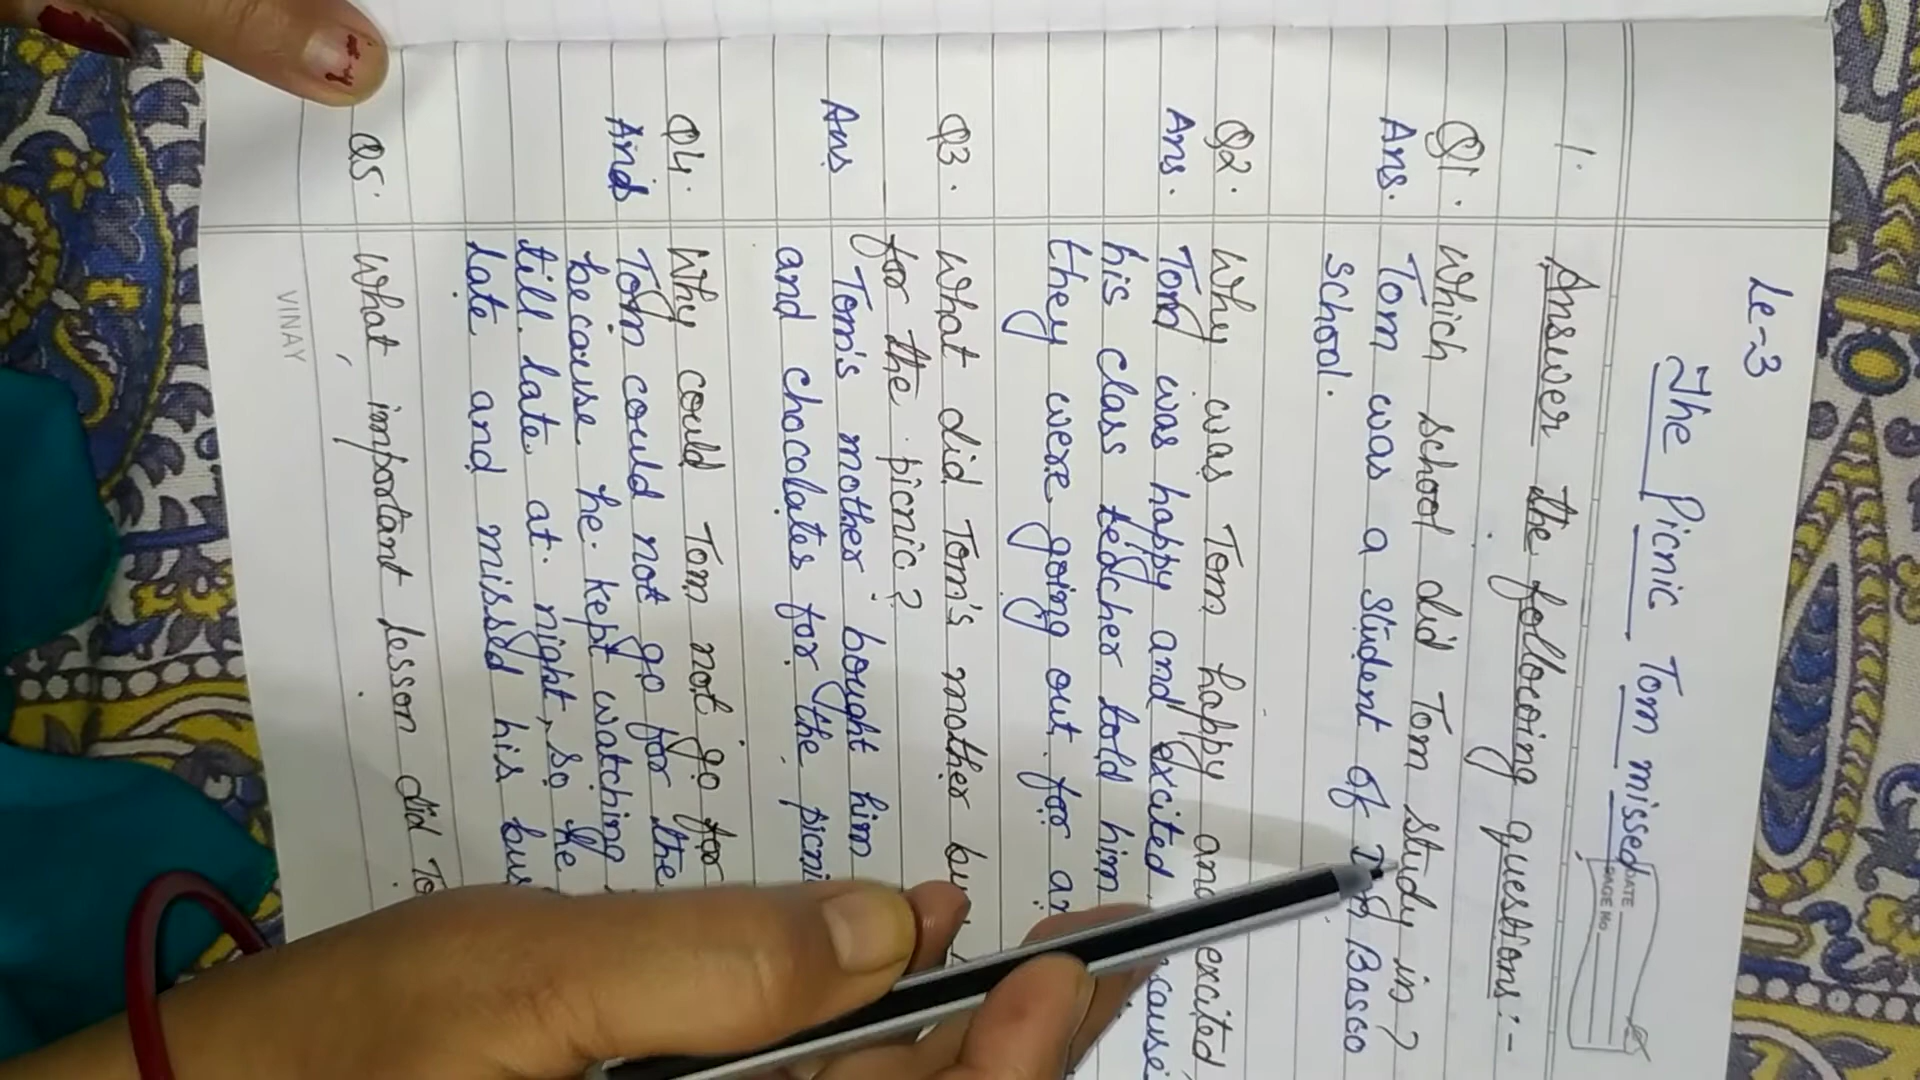 Le-3
The Picnic Tom missed
DATE
PAGE No.
1. Answer the following questions:-
Q1. Which school did Tom study in?
Ans. Tom was a student of Bosco
school.
Q2. Why was Tom happy and excited
Ans. Tom was happy and excited because
his class teacher told him
they were going out for
Q3. What did Tom's mother
for the picnic?
Ans Tom's mother bought him
and chocolates for the
Q4. Why could Tom not go for
Ans Tom could not go for the
because he kept watching
till late at night, so he
late and missed his bus
Q5. What important lesson did
VINAY